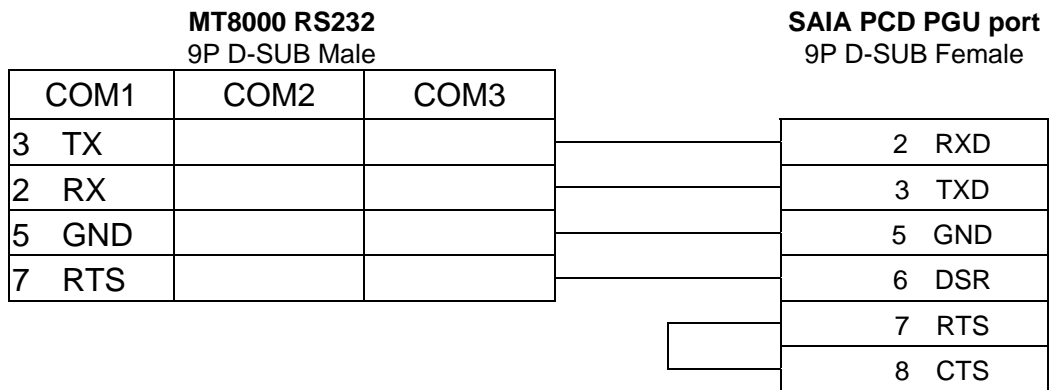 MT8000 RS232 SAIA PCD PGU port
9P D-SUB Male 9P D-SUB Female
COM1 COM2 COM3
3 TX 2 RXD
2 RX 3 TXD
5 GND 5 GND
7 RTS 6 DSR
7 RTS
8 CTS